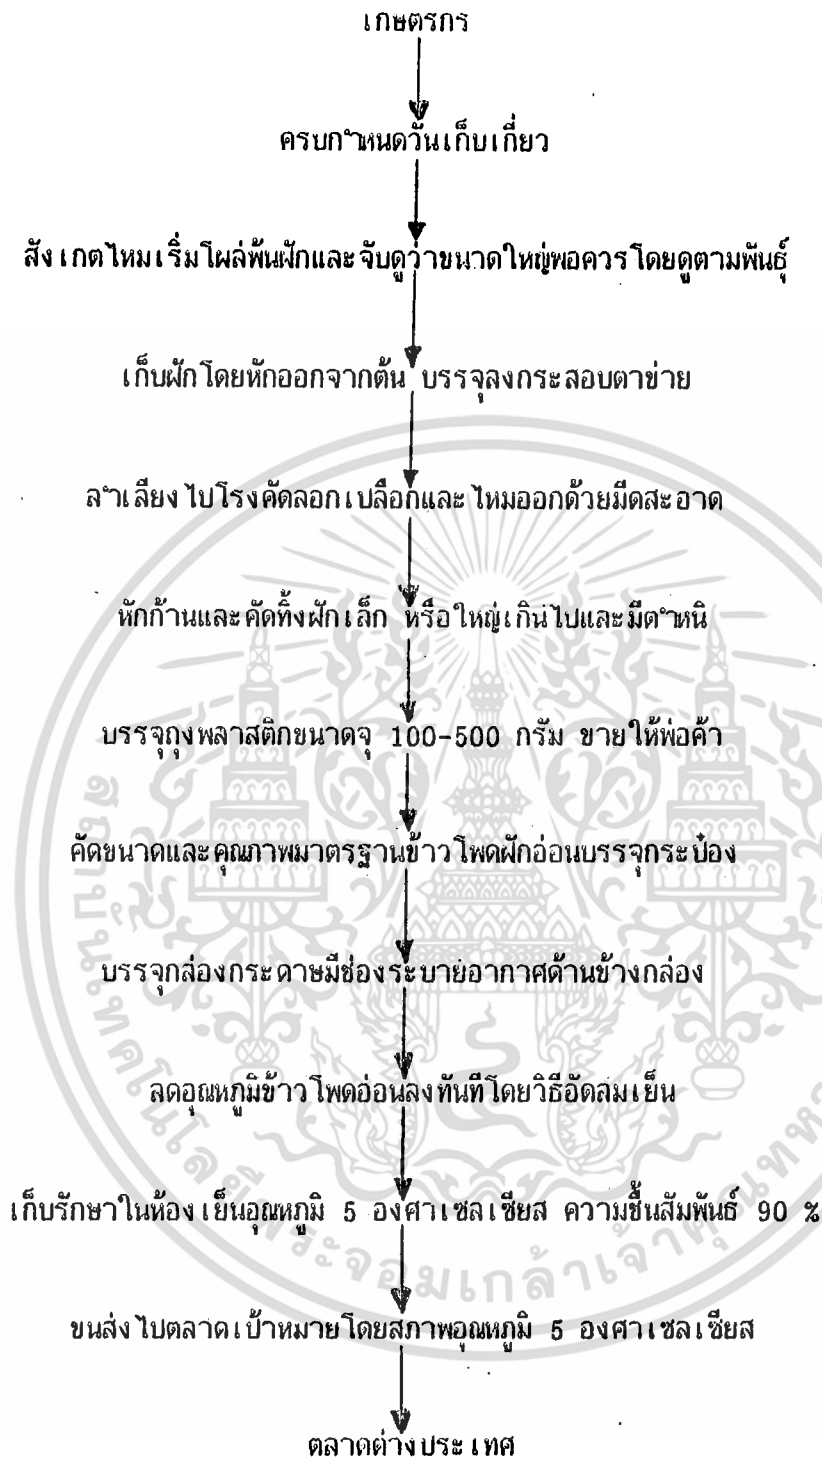 เกษตรกร
ครบกำหนดวันเก็บเกี่ยว
สังเกตไหมเริ่มโผล่พ้นฝักและจับดูว่าขนาดใหญ่พอควรโดยดูตามพันธุ์
เก็บฝักโดยหักออกจากต้น บรรจุลงกระสอบตาข่าย
ลำเลียงไปโรงคัดลอกเปลือกและไหมออกด้วยมีดสะอาด
หักก้านและคัดทิ้งฝักเล็ก หรือใหญ่เกินไปและมีตำหนิ
บรรจุถุงพลาสติกขนาดจุ 100-500 กรัม ขายให้พ่อค้า
คัดขนาดและคุณภาพมาตรฐานข้าวโพดฝักอ่อนบรรจุกระป๋อง
บรรจุกล่องกระดาษมีช่องระบายอากาศด้านข้างกล่อง
ลดอุณหภูมิข้าวโพดอ่อนลงทันทีโดยวิธีอัดลมเย็น
เก็บรักษาในห้องเย็นอุณหภูมิ 5 องศาเซลเซียส ความชื้นสัมพันธ์ 90 %
ขนส่งไปตลาดเป้าหมายโดยสภาพอุณหภูมิ 5 องศาเซลเซียส
ตลาดต่างประเทศ